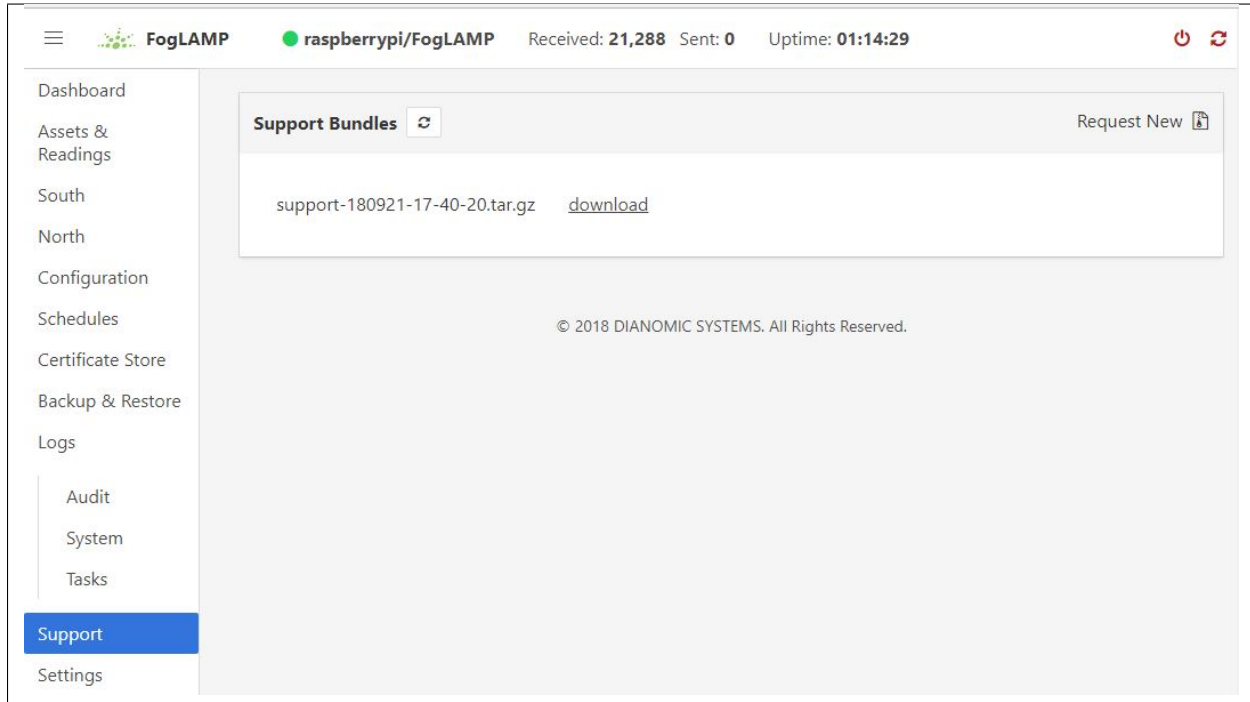 FogLAMP raspberrypi/FogLAMP Received: 21,288 Sent: 0 Uptime: 01:14:29
Dashboard
Assets &
Readings
South
North
Configuration
Schedules
Certificate Store
Backup & Restore
Logs
Audit
System
Tasks
Support
Settings
Support Bundles Request New
support-180921-17-40-20.tar.gz download
© 2018 DIANOMIC SYSTEMS. All Rights Reserved.